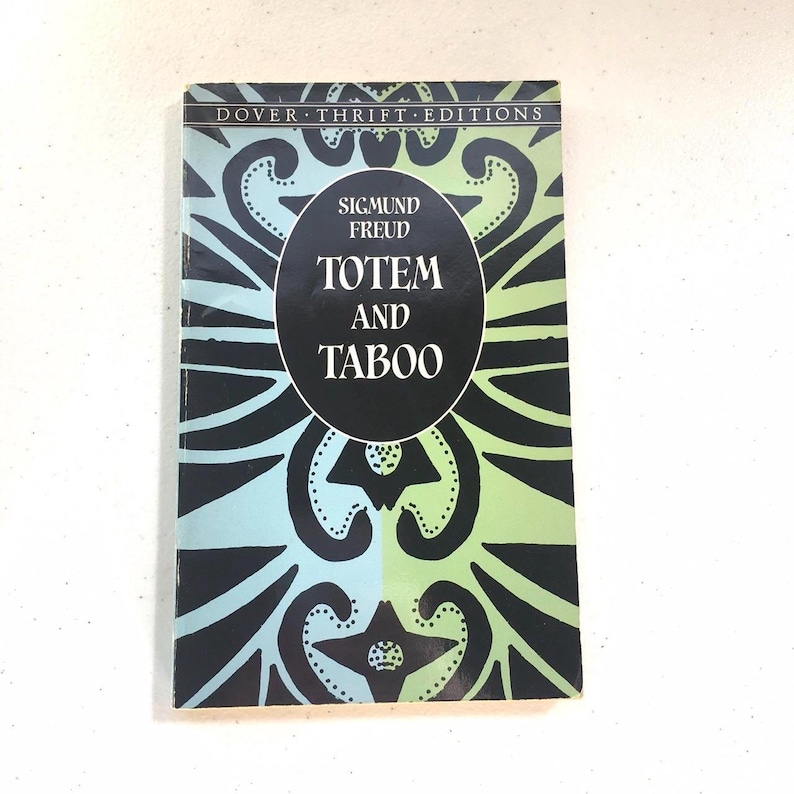 DOVER · THRIFT · EDITIONS
SIGMUND
FREUD
TOTEM
AND
TABOO